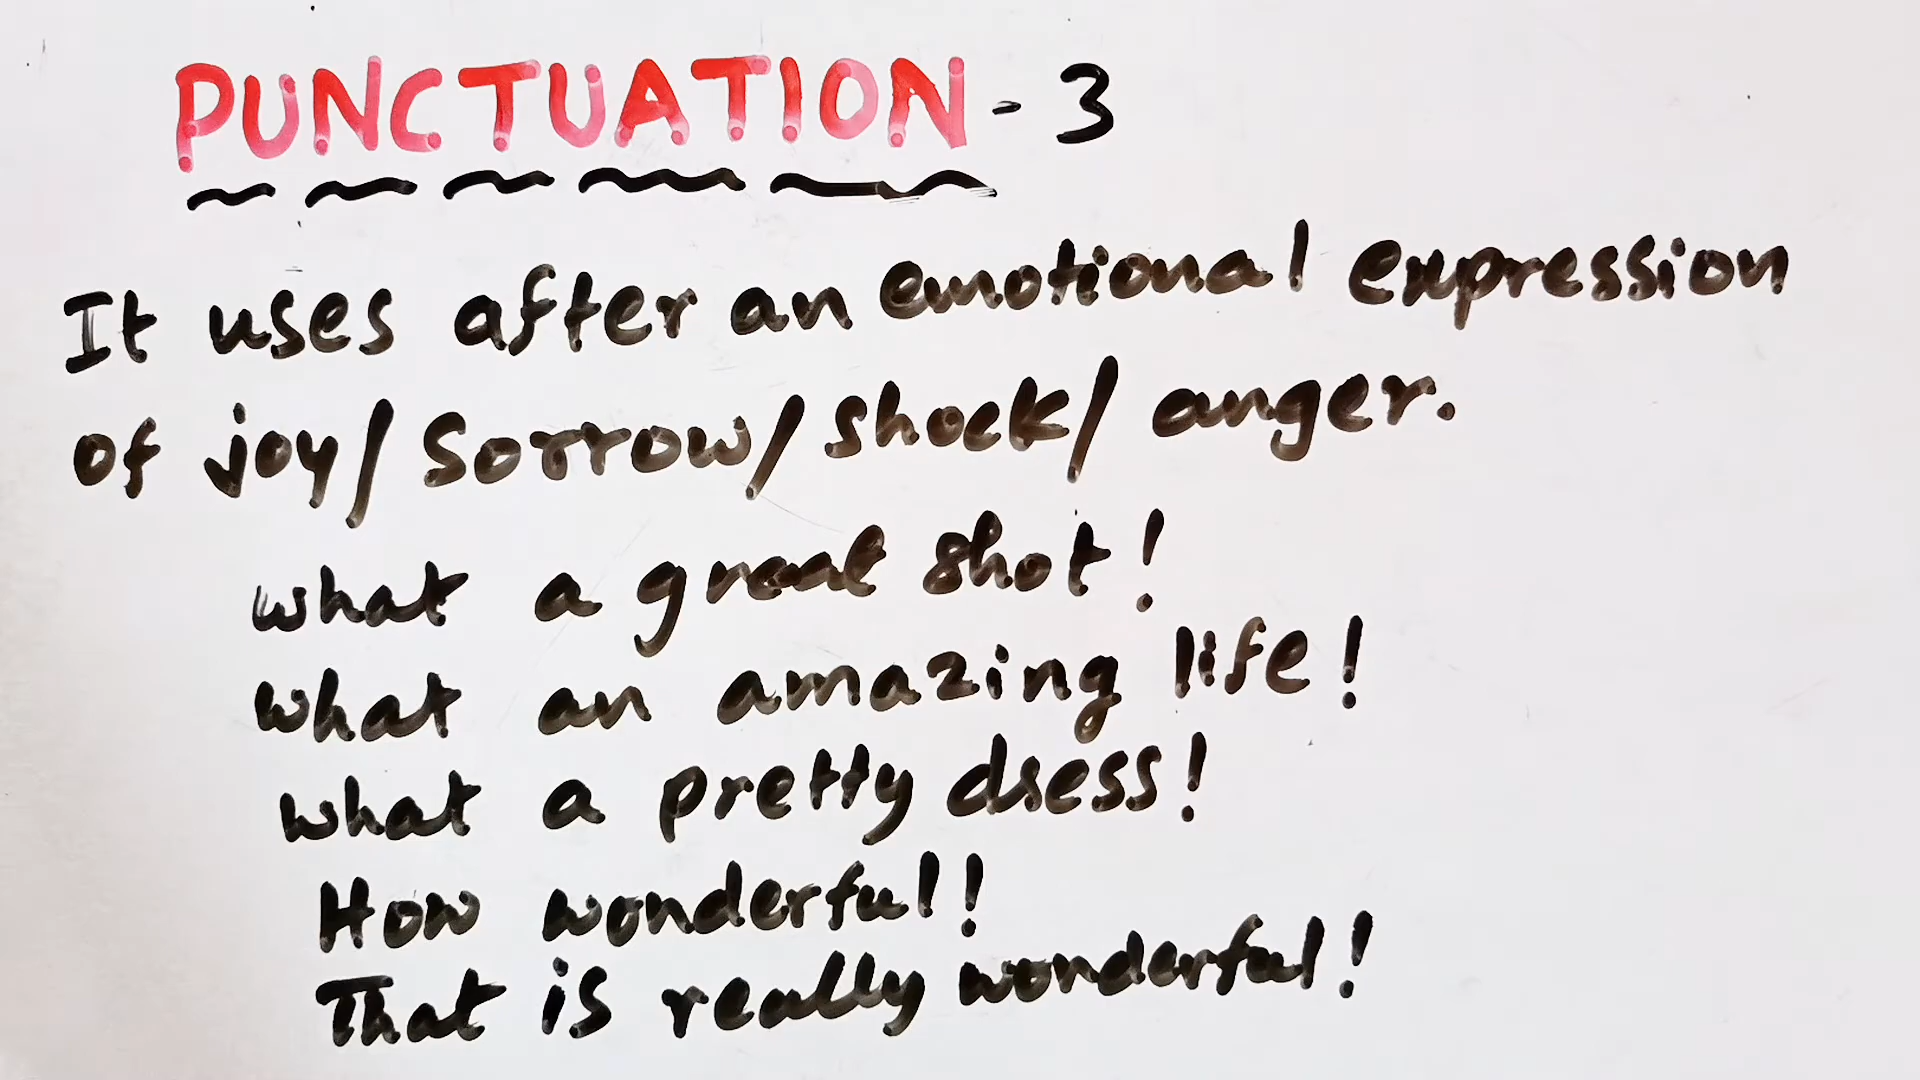 PUNCTUATION - 3
It uses after an emotional expression
of joy/ Sorrow/ shock/ anger.
what a great shot!
what an amazing life!
what a pretty dress!
How wonderful!
That is really wonderful!